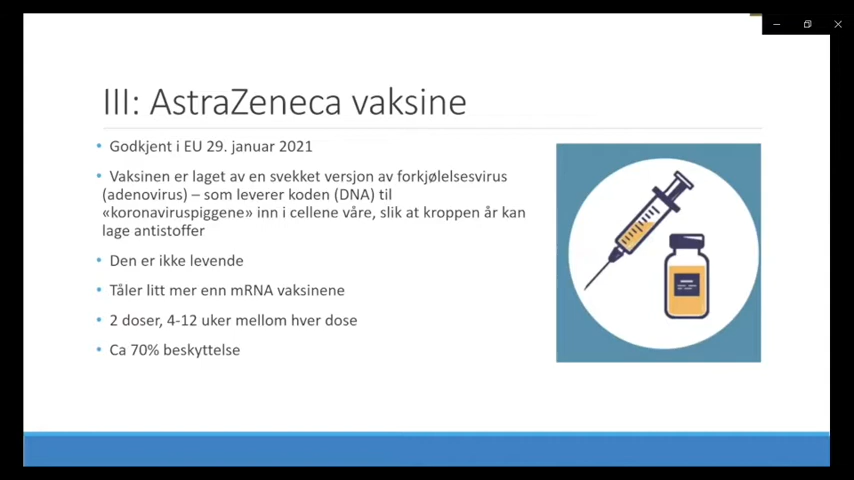 III: AstraZeneca vaksine
• Godkjent i EU 29. januar 2021
• Vaksinen er laget av en svekket versjon av forkjølelsesvirus
(adenovirus) – som leverer koden (DNA) til
«koronaviruspiggene» inn i cellene våre, slik at kroppen år kan
lage antistoffer
• Den er ikke levende
• Tåler litt mer enn mRNA vaksinene
• 2 doser, 4-12 uker mellom hver dose
• Ca 70% beskyttelse